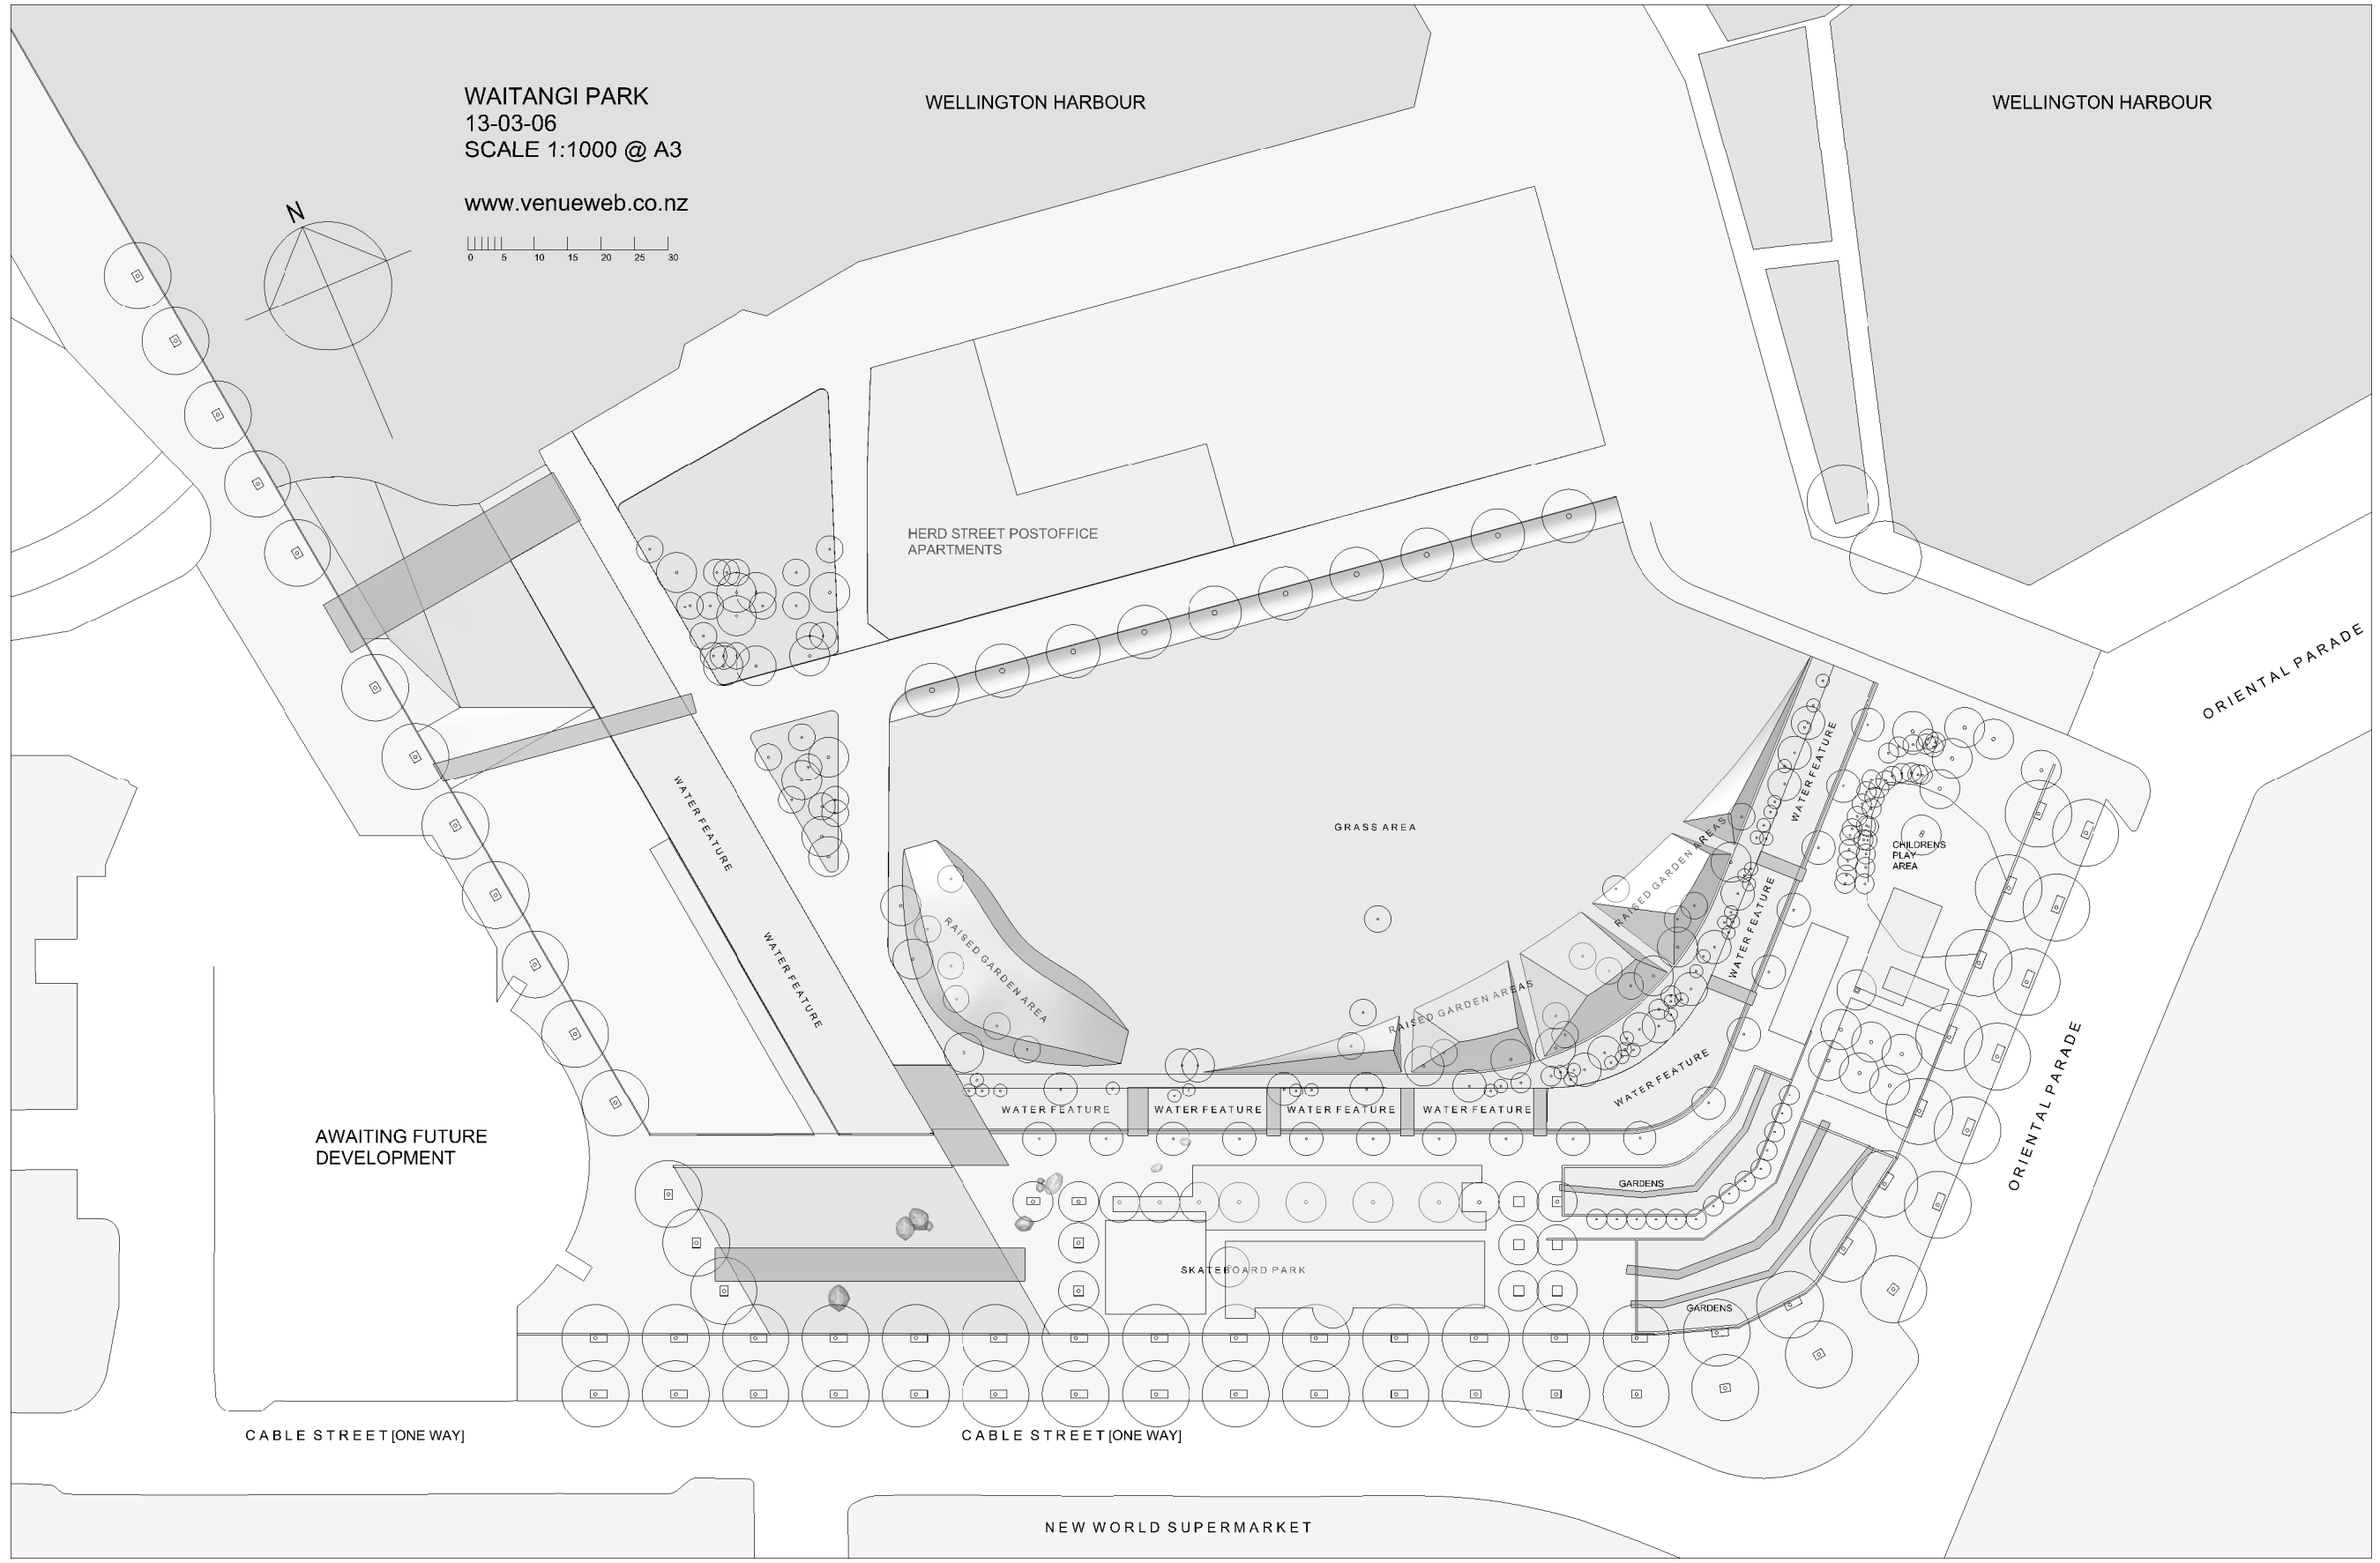 WAITANGI PARK
13-03-06
SCALE 1:1000 @ A3
www.venueweb.co.nz
N
0 5 10 15 20 25 30
WELLINGTON HARBOUR
WELLINGTON HARBOUR
HERD STREET POSTOFFICE
APARTMENTS
ORIENTAL PARADE
GRASS AREA
WATER FEATURE
WATER FEATURE
RAISED GARDEN AREAS
CHILDRENS
PLAY
AREA
WATER FEATURE
WATER FEATURE
RAISED GARDEN AREA
RAISED GARDEN AREAS
WATER FEATURE
WATER FEATURE
WATER FEATURE
WATER FEATURE
WATER FEATURE
ORIENTAL PARADE
AWAITING FUTURE
DEVELOPMENT
GARDENS
SKATEBOARD PARK
GARDENS
CABLE STREET [ONE WAY]
CABLE STREET [ONE WAY]
NEW WORLD SUPERMARKET